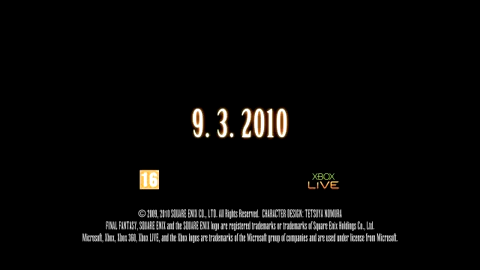 9. 3. 2010
16
XBOX
LIVE
© 2009, 2010 SQUARE ENIX CO., LTD. All Rights Reserved. CHARACTER DESIGN: TETSUYA NOMURA
FINAL FANTASY, SQUARE ENIX and the SQUARE ENIX logo are registered trademarks or trademarks of Square Enix Holdings Co., Ltd.
Microsoft, Xbox, Xbox 360, Xbox LIVE, and the Xbox logos are trademarks of the Microsoft group of companies and are used under license from Microsoft.